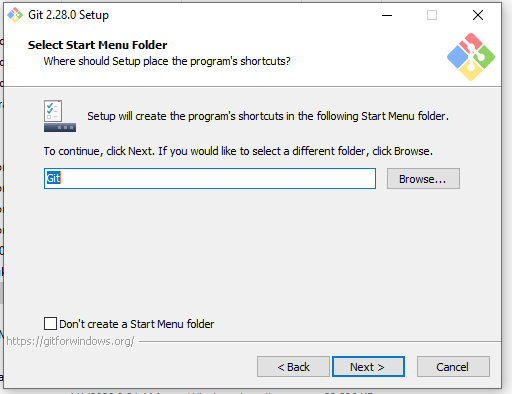 Git 2.28.0 Setup
Select Start Menu Folder
Where should Setup place the program's shortcuts?
Setup will create the program's shortcuts in the following Start Menu folder.
To continue, click Next. If you would like to select a different folder, click Browse.
Git
Browse...
Don't create a Start Menu folder
https://gitforwindows.org/
< Back
Next >
Cancel